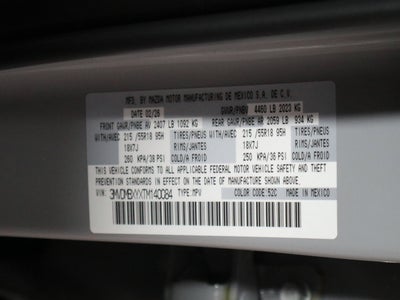 MFD. BY MAZDA MOTOR MANUFACTURING DE MEXICO S.A. DE C.V.
DATE 02/26 GVWR/PNBV 4460 LB 2023 KG
FRONT GAWR/PNBE AV 2407 LB 1092 KG REAR GAWR/PNBE AR 2059 LB 934 KG
WITH/AVEC 215 /55R18 95H TIRES/PNEUS WITH/AVEC 215 /55R18 95H TIRES/PNEUS
18X7J RIMS/JANTES 18X7J RIMS/JANTES
250 KPA/36 PSI COLD/A FROID 250 KPA/36 PSI COLD/A FROID
THIS VEHICLE CONFORMS TO ALL APPLICABLE FEDERAL MOTOR VEHICLE SAFETY AND THEFT
PREVENTION STANDARDS IN EFFECT ON THE DATE OF MANUFACTURE SHOWN ABOVE.
TYPE: MPV COLOR CODE: 52C MADE IN MEXICO